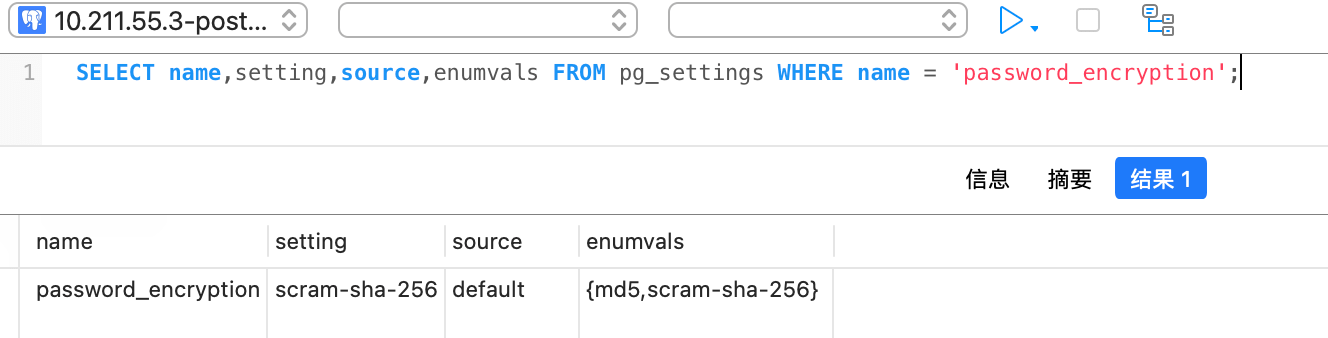 10.211.55.3-post...
1 SELECT name,setting,source,enumvals FROM pg_settings WHERE name = 'password_encryption';
信息 摘要 结果 1
name setting source enumvals
password_encryption scram-sha-256 default {md5,scram-sha-256}